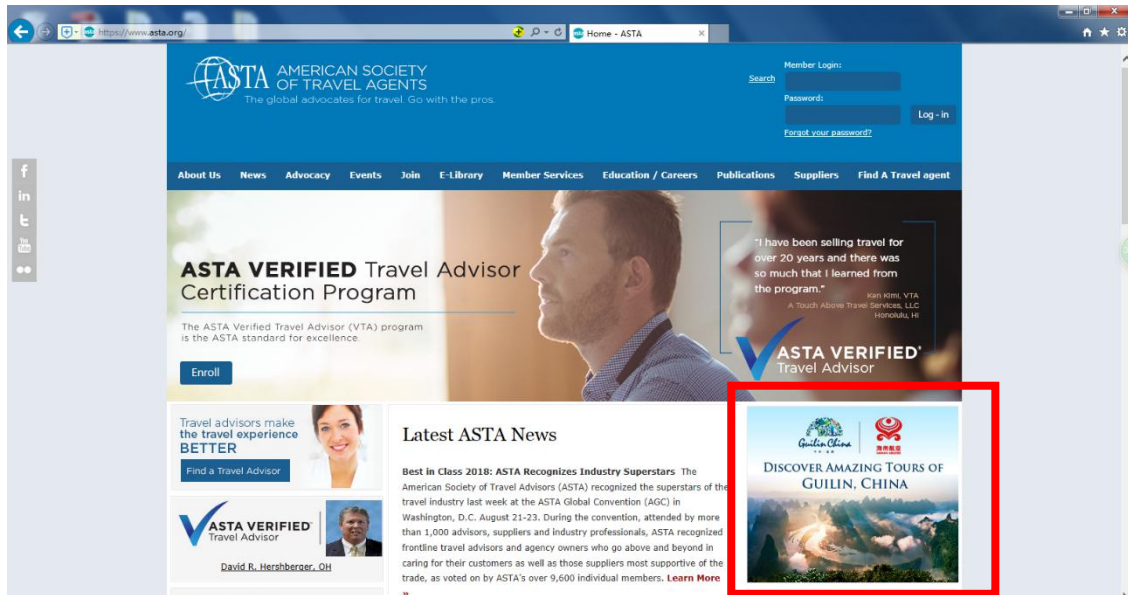 https://www.asta.org/
Home - ASTA
ASTA
AMERICAN SOCIETY
OF TRAVEL AGENTS
The global advocates for travel. Go with the pros.
Search
Member Login:
Password:
Log - in
Forgot your password?
About Us News Advocacy Events Join E-Library Member Services Education / Careers Publications Suppliers Find A Travel agent
ASTA VERIFIED Travel Advisor
Certification Program
The ASTA Verified Travel Advisor (VTA) program
is the ASTA standard for excellence.
Enroll
"I have been selling travel for
over 20 years and there was
so much that I learned from
the program."
Ken Kimi, VTA
A Touch Above Travel Services, LLC
Honolulu, HI
ASTA VERIFIED®
Travel Advisor
Travel advisors make
the travel experience
BETTER
Find a Travel Advisor
ASTA VERIFIED
Travel Advisor
David R. Hershberger, OH
Latest ASTA News
Best in Class 2018: ASTA Recognizes Industry Superstars The
American Society of Travel Advisors (ASTA) recognized the superstars of the
travel industry last week at the ASTA Global Convention (AGC) in
Washington, D.C. August 21-23. During the convention, attended by more
than 1,000 advisors, suppliers and industry professionals, ASTA recognized
frontline travel advisors and agency owners who go above and beyond in
caring for their customers as well as those suppliers most supportive of the
trade, as voted on by ASTA's over 9,600 individual members. Learn More
»
Guilin China
海南航空
DISCOVER AMAZING TOURS OF
GUILIN, CHINA